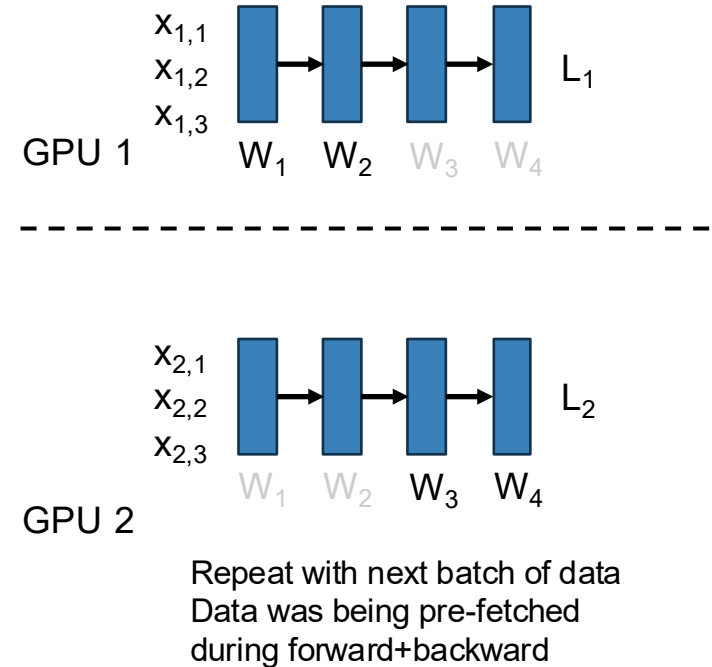 x1,1
x1,2
x1,3
L1
GPU 1
W1 W2 W3 W4
x2,1
x2,2
x2,3
L2
W1 W2 W3 W4
GPU 2
Repeat with next batch of data
Data was being pre-fetched
during forward+backward